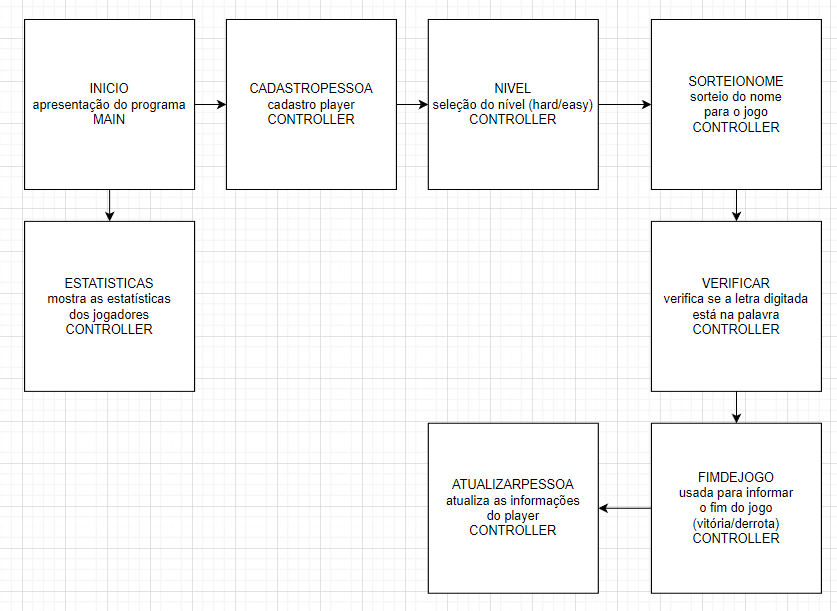 INICIO
apresentação do programa
MAIN
CADASTROPESSOA
cadastro player
CONTROLLER
NIVEL
seleção do nível (hard/easy)
CONTROLLER
SORTEIONOME
sorteio do nome
para o jogo
CONTROLLER
ESTATISTICAS
mostra as estatísticas
dos jogadores
CONTROLLER
VERIFICAR
verifica se a letra digitada
está na palavra
CONTROLLER
ATUALIZARPESSOA
atualiza as informações
do player
CONTROLLER
FIMDEJOGO
usada para informar
o fim do jogo
(vitória/derrota)
CONTROLLER